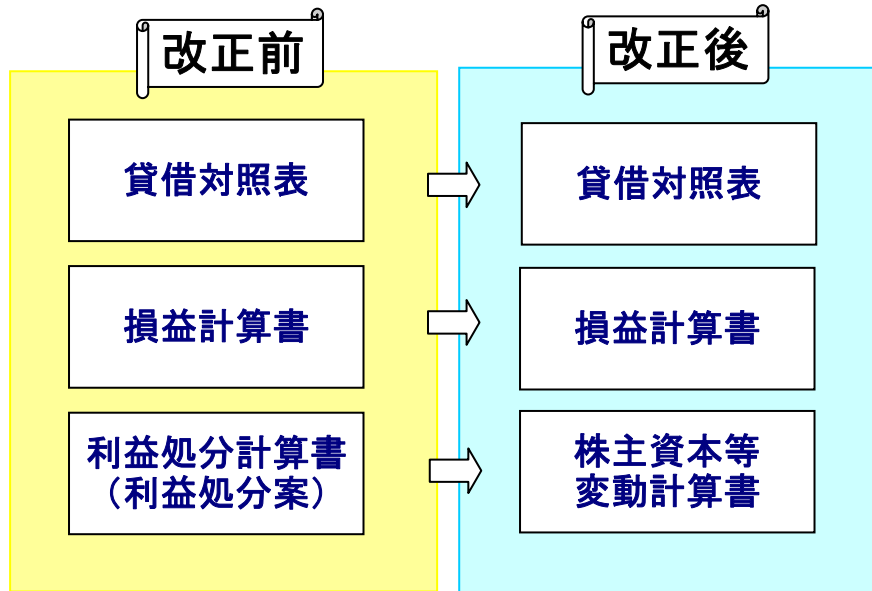 改正前
改正後
貸借対照表
貸借対照表
損益計算書
損益計算書
利益処分計算書
（利益処分案）
株主資本等
変動計算書